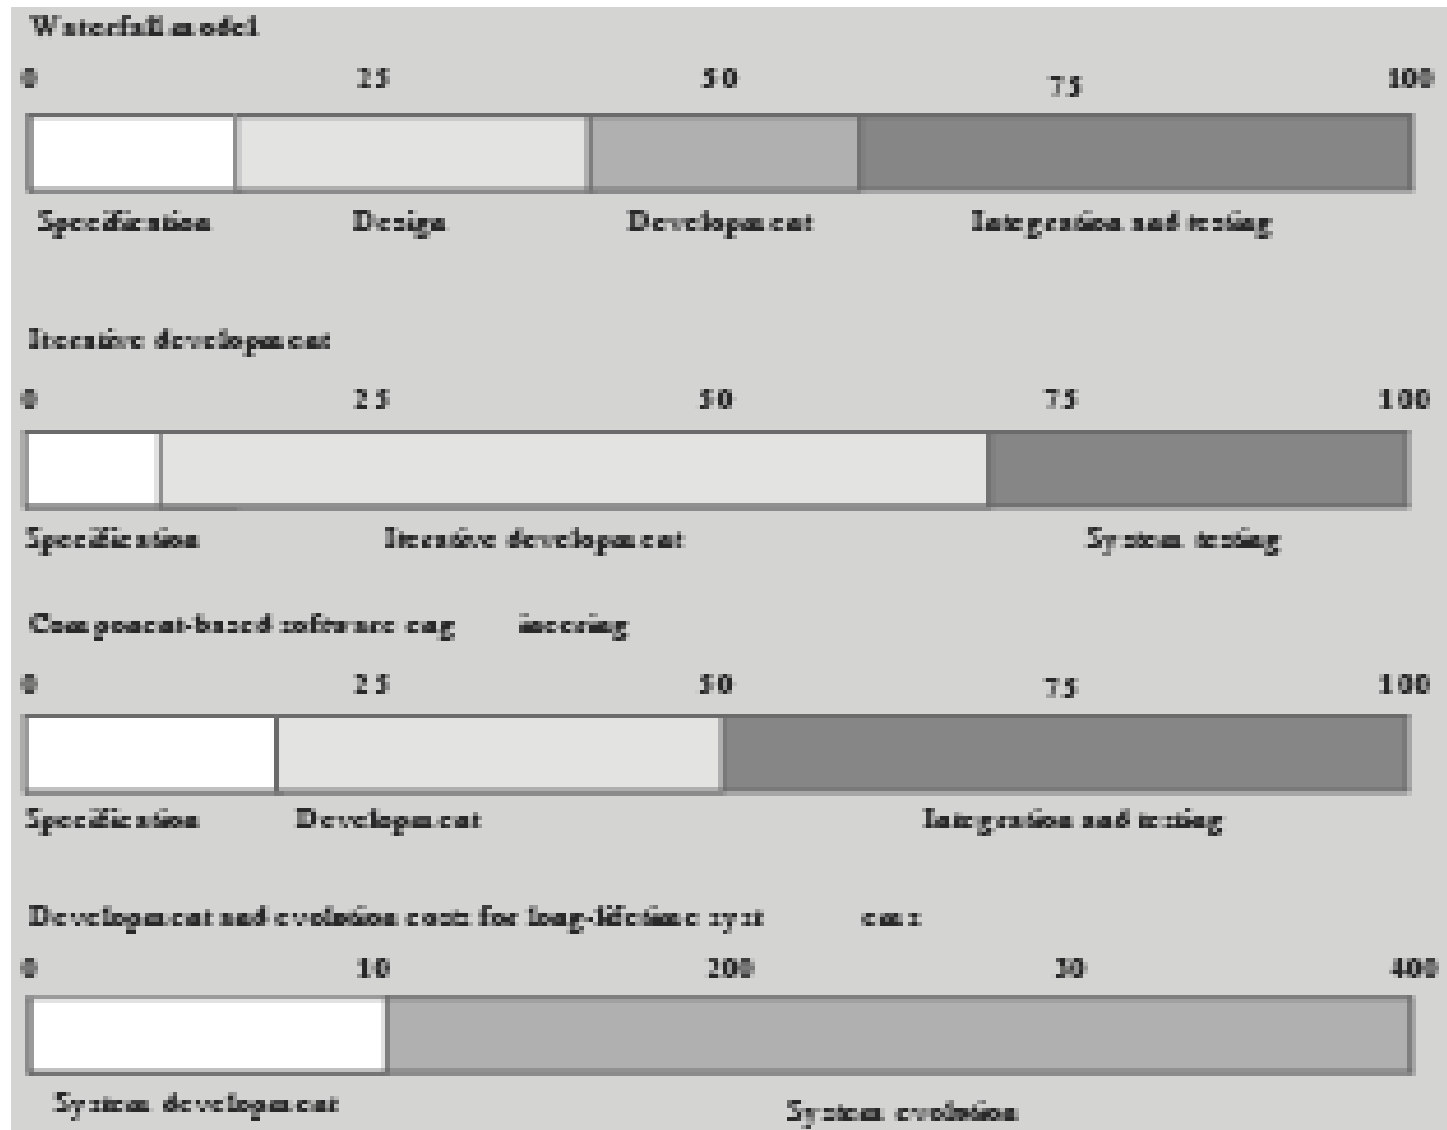 Waterfall model
0 25 50 75 100
Specification Design Development Integration and testing
Iterative development
0 25 50 75 100
Specification Iterative development System testing
Component-based software eng ineering
0 25 50 75 100
Specification Development Integration and testing
Development and evolution costs for long-lifetime syst ems
0 10 200 30 400
System development System evolution